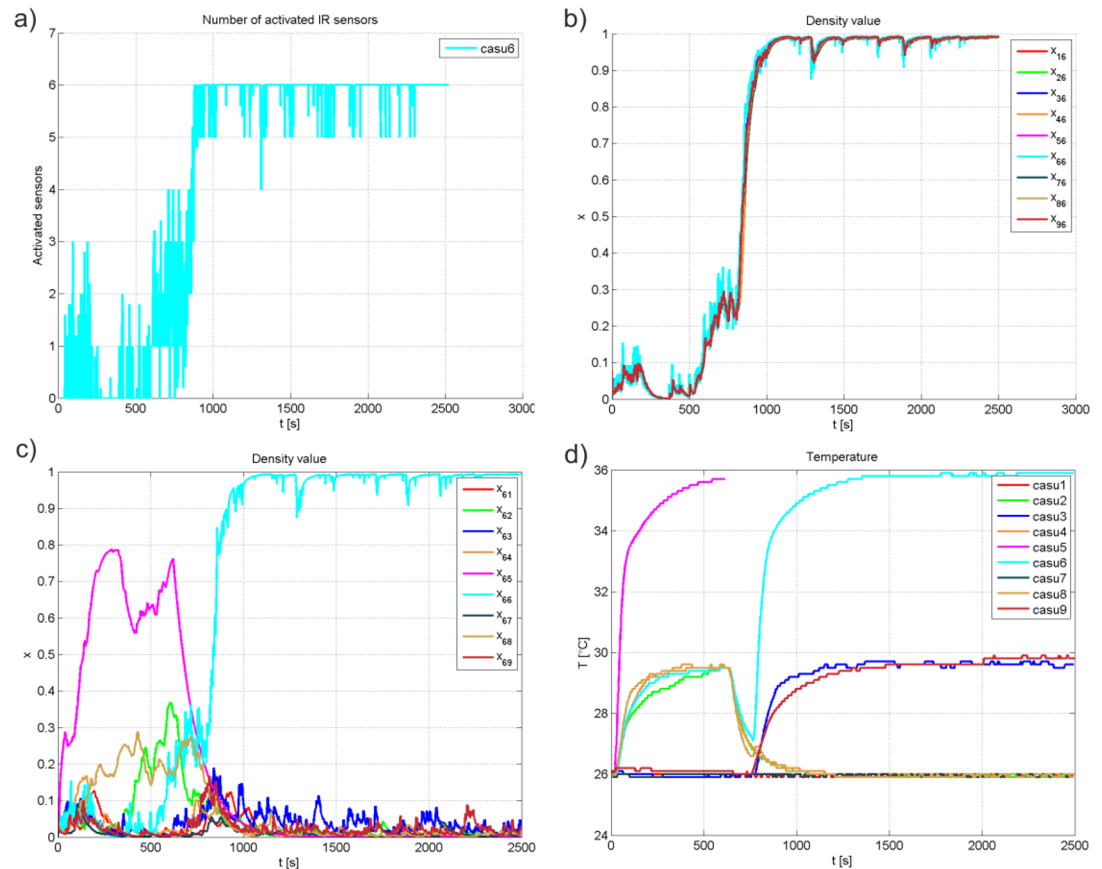 a)
Number of activated IR sensors
casu6
Activated sensors
7
6
5
4
3
2
1
0
0 500 1000 1500 2000 2500 3000
t [s]
b)
Density value
x16
x26
x36
x46
x56
x66
x76
x86
x96
x
1
0.9
0.8
0.7
0.6
0.5
0.4
0.3
0.2
0.1
0
0 500 1000 1500 2000 2500 3000
t [s]
c)
Density value
x61
x62
x63
x64
x65
x66
x67
x68
x69
x
1
0.9
0.8
0.7
0.6
0.5
0.4
0.3
0.2
0.1
0
0 500 1000 1500 2000 2500
t [s]
d)
Temperature
casu1
casu2
casu3
casu4
casu5
casu6
casu7
casu8
casu9
T [°C]
36
34
32
30
28
26
24
0 500 1000 1500 2000 2500
t [s]